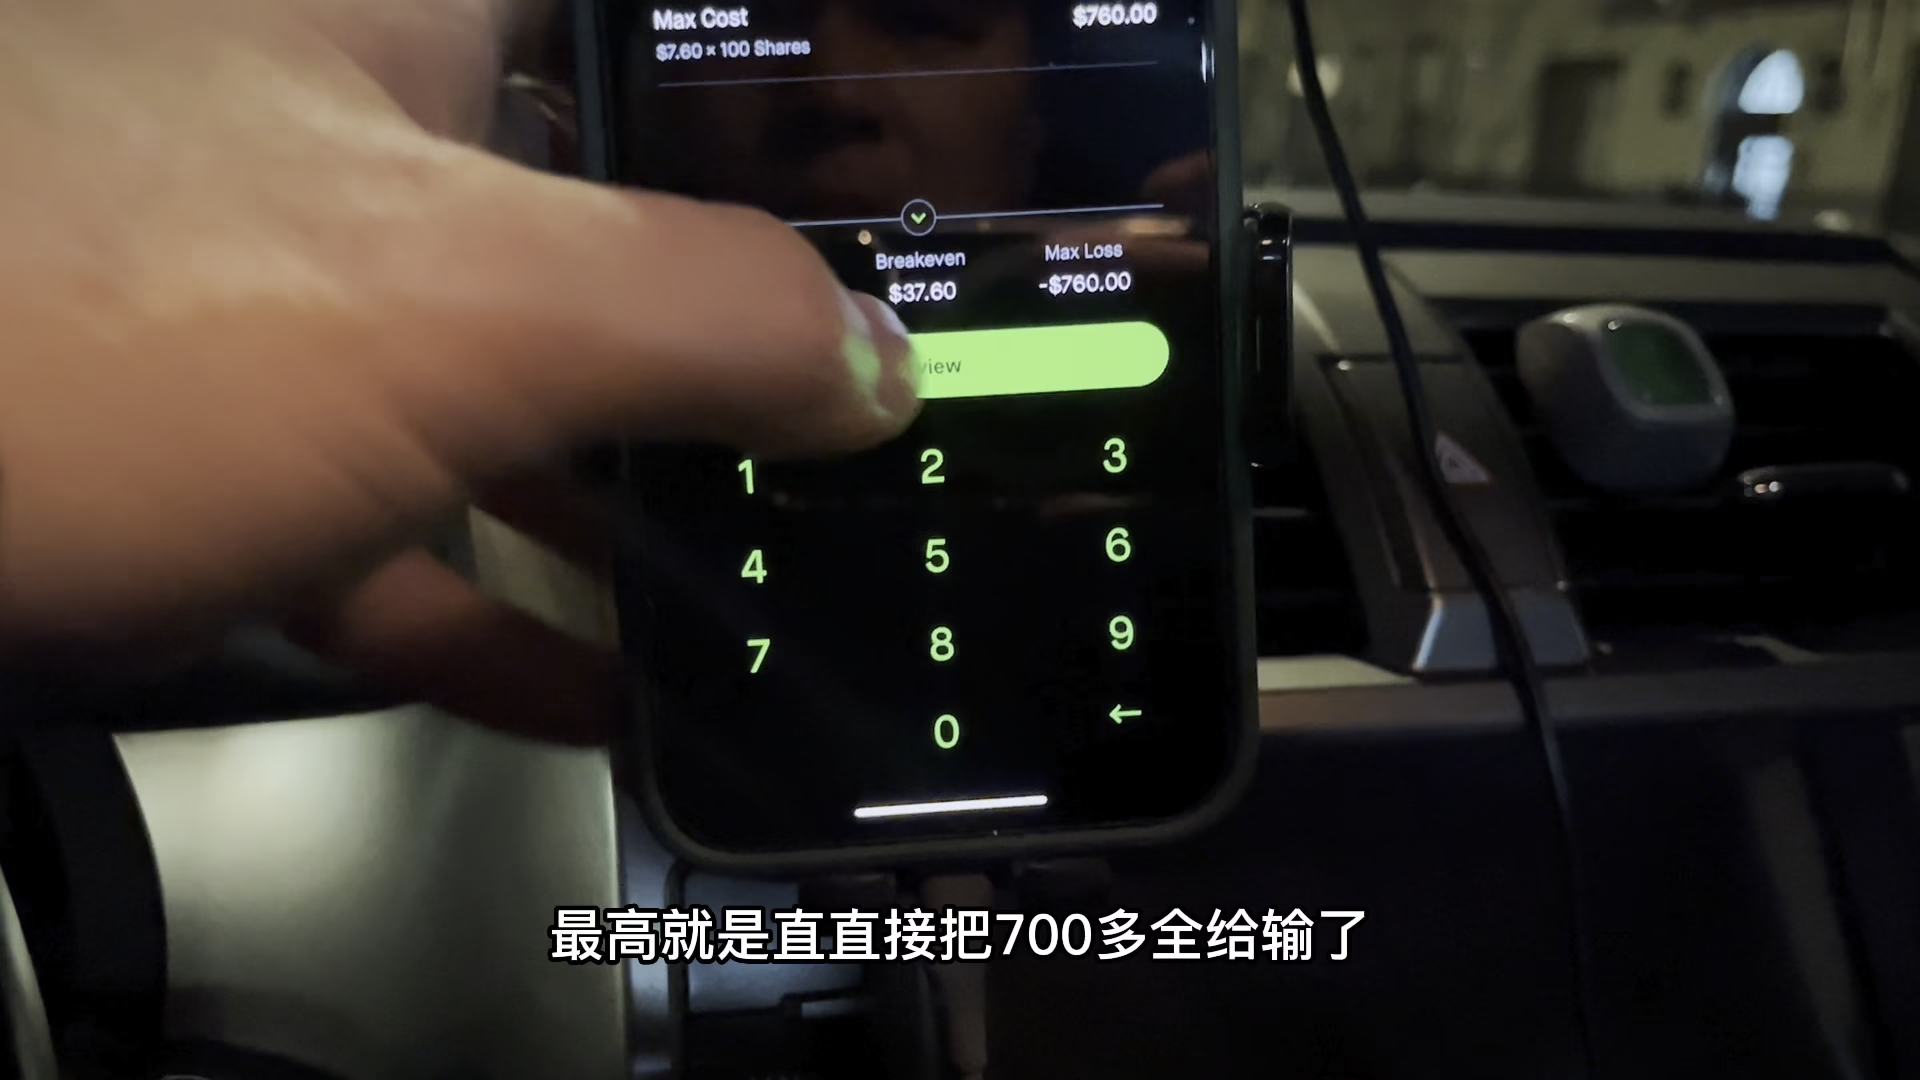 Max Cost
$760.00
$7.60 × 100 Shares
Breakeven
Max Loss
$37.60
-$760.00
view
1 2 3
4 5 6
7 8 9
0 ←
最高就是直直接把700多全给输了